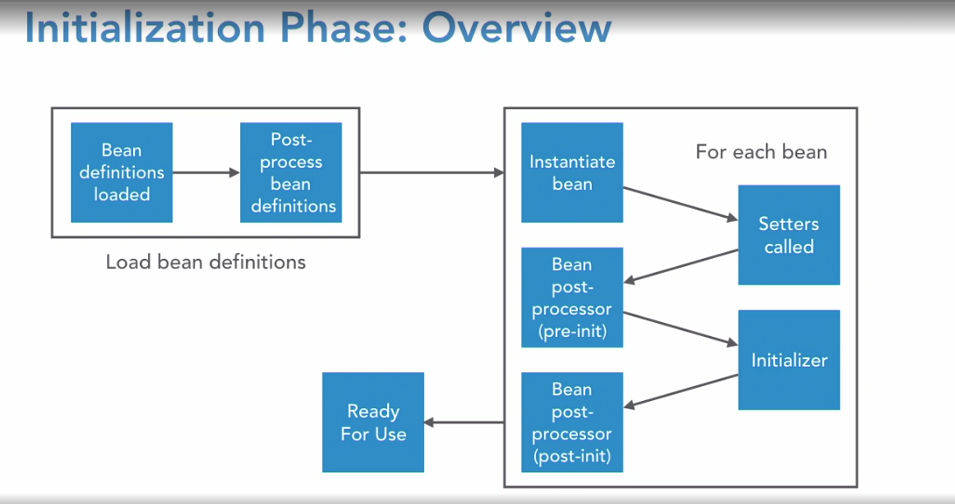 Initialization Phase: Overview
Bean
definitions
loaded
Post-
process
bean
definitions
Load bean definitions
For each bean
Instantiate
bean
Setters
called
Bean
post-
processor
(pre-init)
Initializer
Bean
post-
processor
(post-init)
Ready
For Use